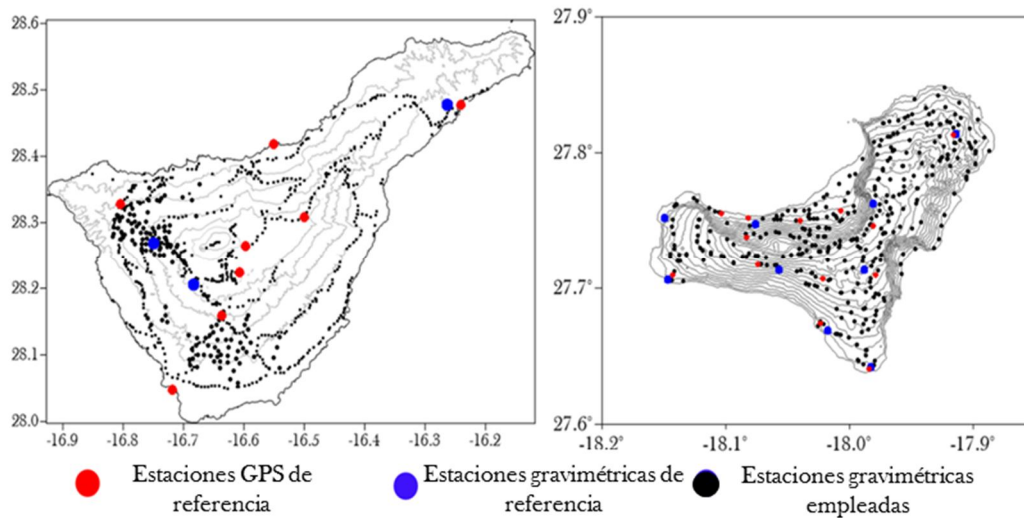 28.6
28.5
28.4
28.3
28.2
28.1
28.0
-16.9 -16.8 -16.7 -16.6 -16.5 -16.4 -16.3 -16.2
27.9°
27.8°
27.7°
27.6°
-18.2° -18.1° -18.0° -17.9°
Estaciones GPS de
referencia
Estaciones gravimétricas de
referencia
Estaciones gravimétricas
empleadas